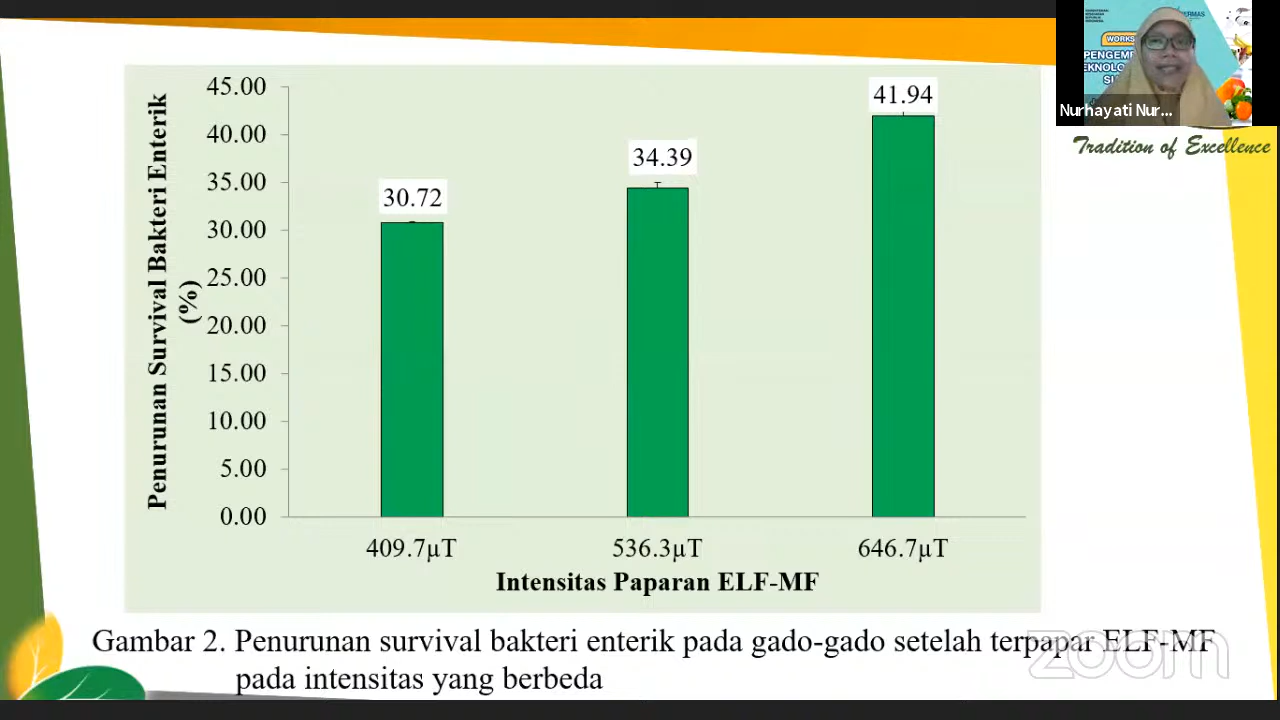 45.00
40.00
35.00
30.00
25.00
20.00
15.00
10.00
5.00
0.00
Penurunan Survival Bakteri Enterik
(%)
30.72
34.39
41.94
409.7µT
536.3µT
646.7µT
Intensitas Paparan ELF-MF
Gambar 2. Penurunan survival bakteri enterik pada gado-gado setelah terpapar ELF-MF
pada intensitas yang berbeda
WORKS
PENGEM
Nurhayati Nur...
Tradition of Excellence
zoom